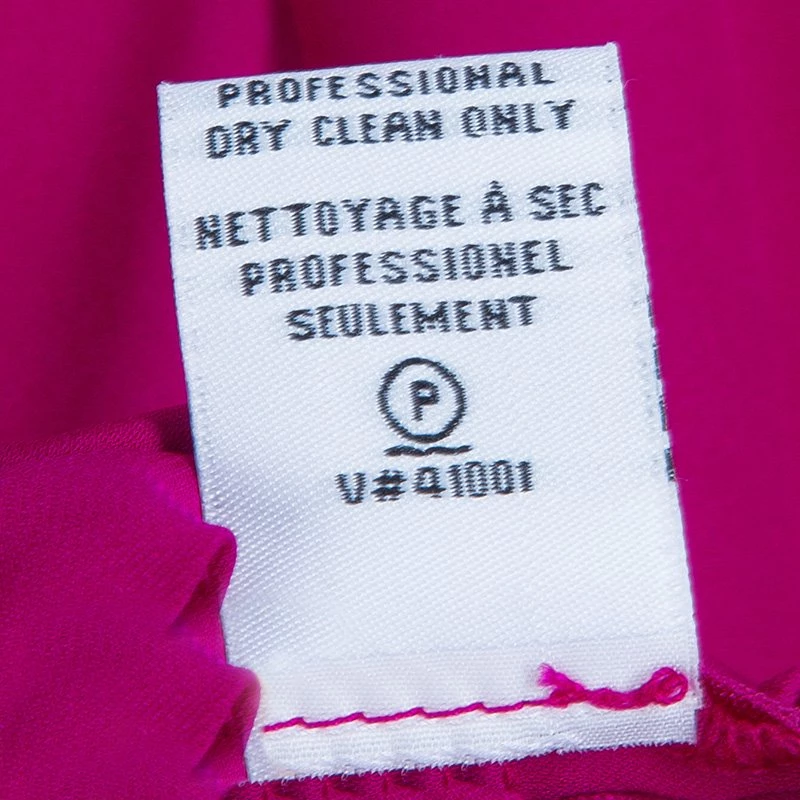 PROFESSIONAL
DRY CLEAN ONLY
NETTOYAGE À SEC
PROFESSIONEL
SEULEMENT
P
V#41001